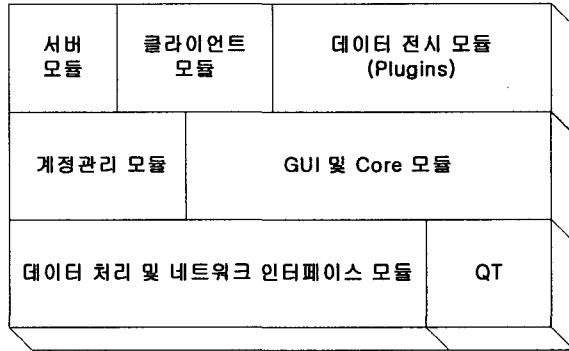 서버
모듈
클라이언트
모듈
데이터 전시 모듈
(Plugins)
계정관리 모듈
GUI 및 Core 모듈
데이터 처리 및 네트워크 인터페이스 모듈
QT